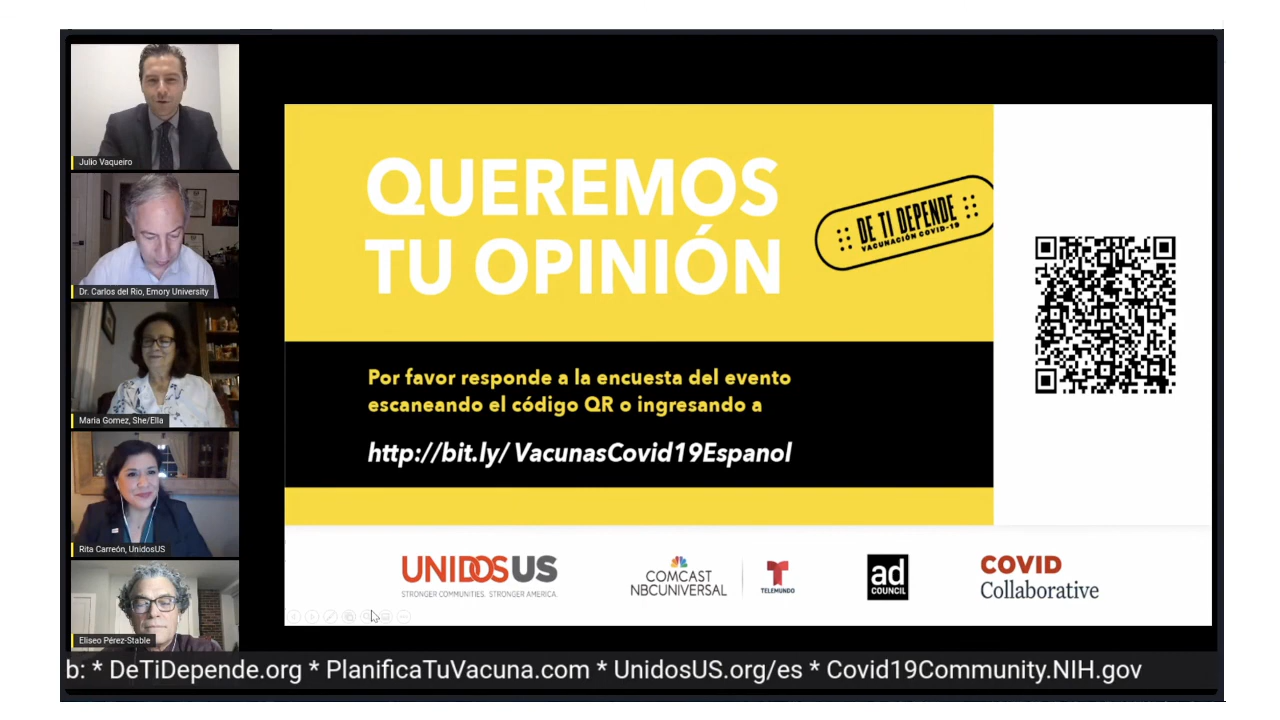 Julio Vaqueiro
Dr. Carlos del Rio, Emory University
Maria Gomez, She/Ella
Rita Carreón, UnidosUS
Eliseo Pérez-Stable
QUEREMOS
TU OPINIÓN
DE TI DEPENDE
VACUNACIÓN COVID-19
Por favor responde a la encuesta del evento
escaneando el código QR o ingresando a
http://bit.ly/ VacunasCovid19Espanol
UNIDOSUS
STRONGER COMMUNITIES. STRONGER AMERICA.
COMCAST
NBCUNIVERSAL
TELEMUNDO
ad
COUNCIL
COVID
Collaborative
b: * DeTiDepende.org * PlanificaTuVacuna.com * UnidosUS.org/es * Covid19Community.NIH.gov